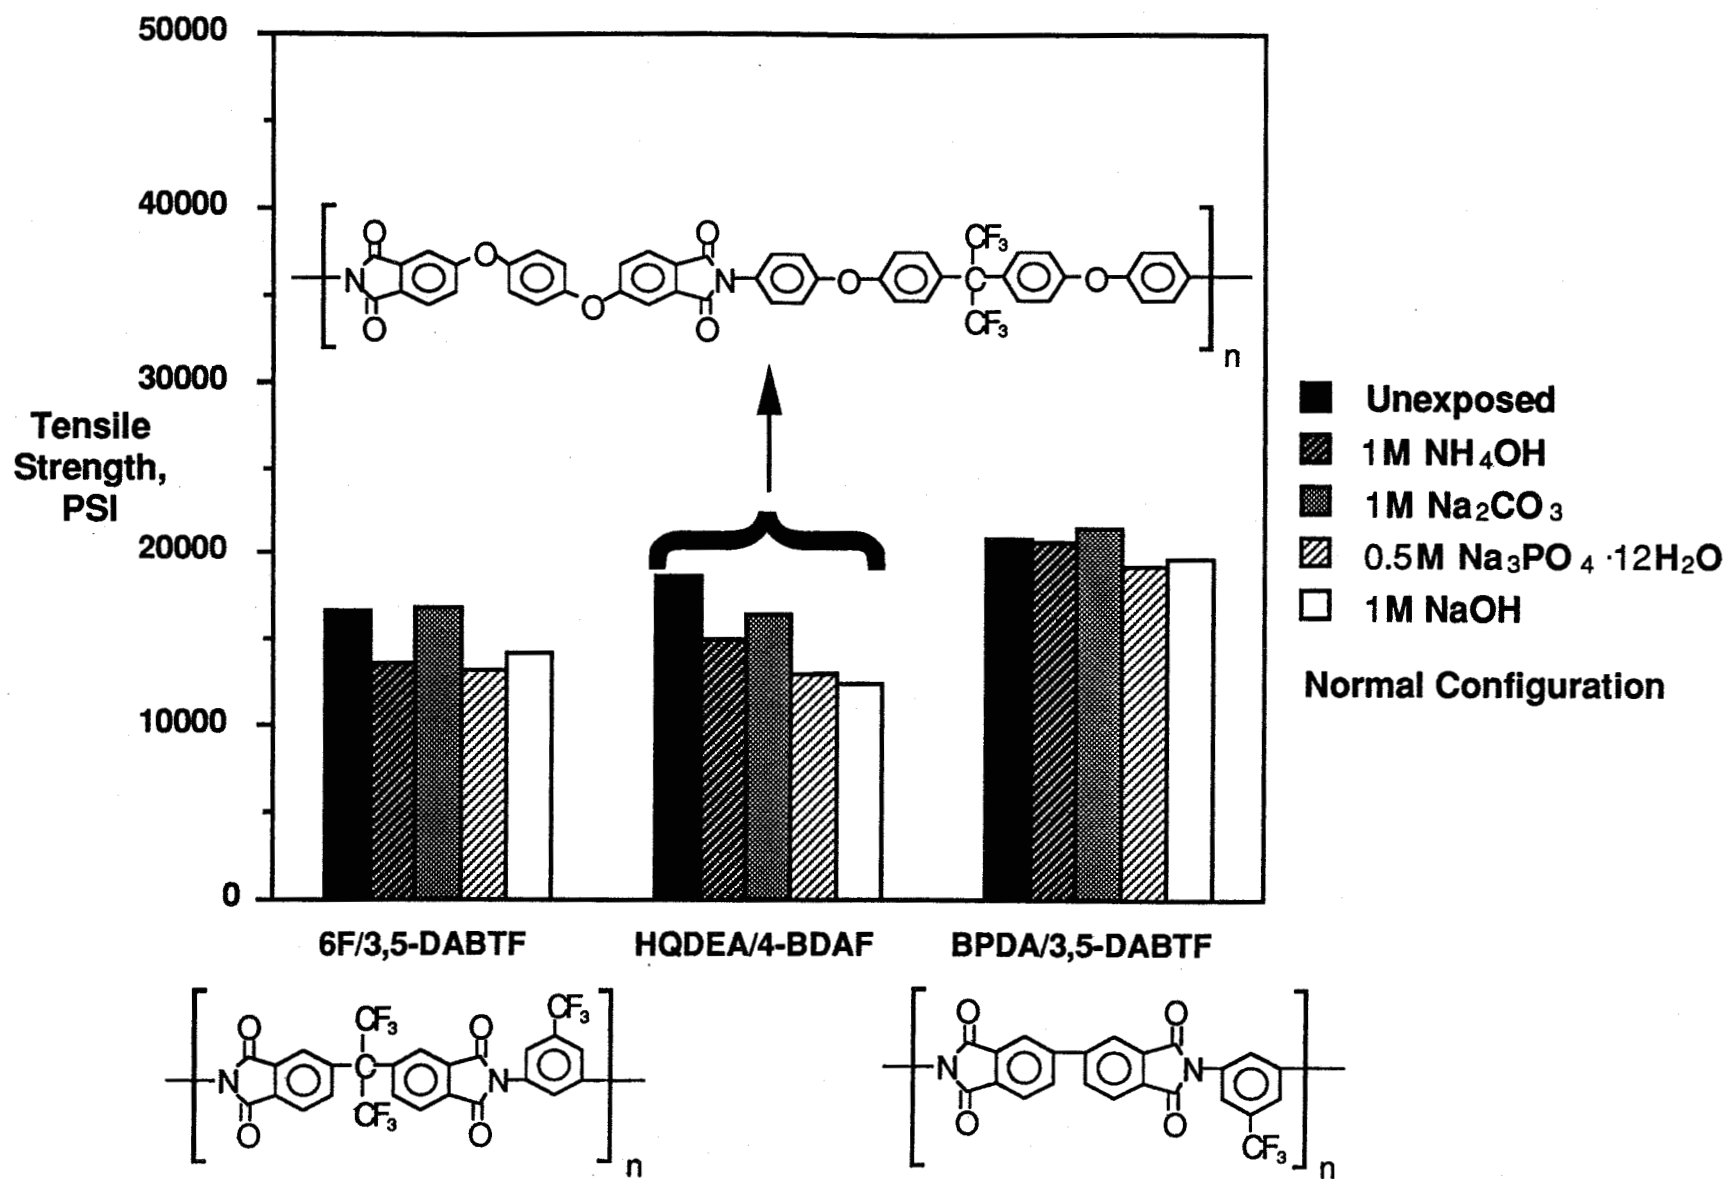 50000
40000
30000
20000
10000
0
Tensile
Strength,
PSI
O O CF₃
N O O N O C O
O O CF₃
n
Unexposed
1M NH₄OH
1M Na₂CO₃
0.5M Na₃PO₄ ·12H₂O
1M NaOH
Normal Configuration
6F/3,5-DABTF
HQDEA/4-BDAF
BPDA/3,5-DABTF
O CF₃ O CF₃
N C N
O CF₃ O
n
O O
N N
O O CF₃
n